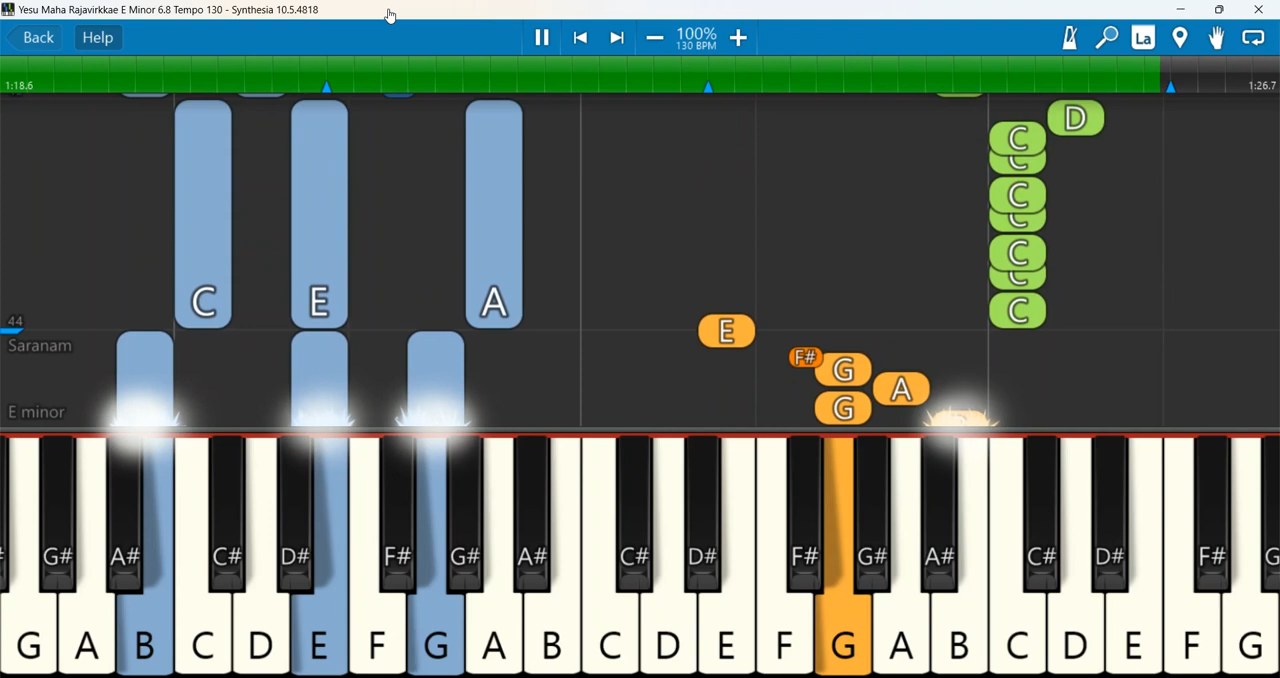 Yesu Maha Rajavirkkae E Minor 6.8 Tempo 130 - Synthesia 10.5.4818
Back Help 100% 130 BPM La
1:18.6 1:26.7
D
C
C
C
C
C
C
C E A C
44
E
Saranam
F# G
A
E minor G
G# A# C# D# F# G# A# C# D# F# G# A# C# D# F# G
G A B C D E F G A B C D E F G A B C D E F G